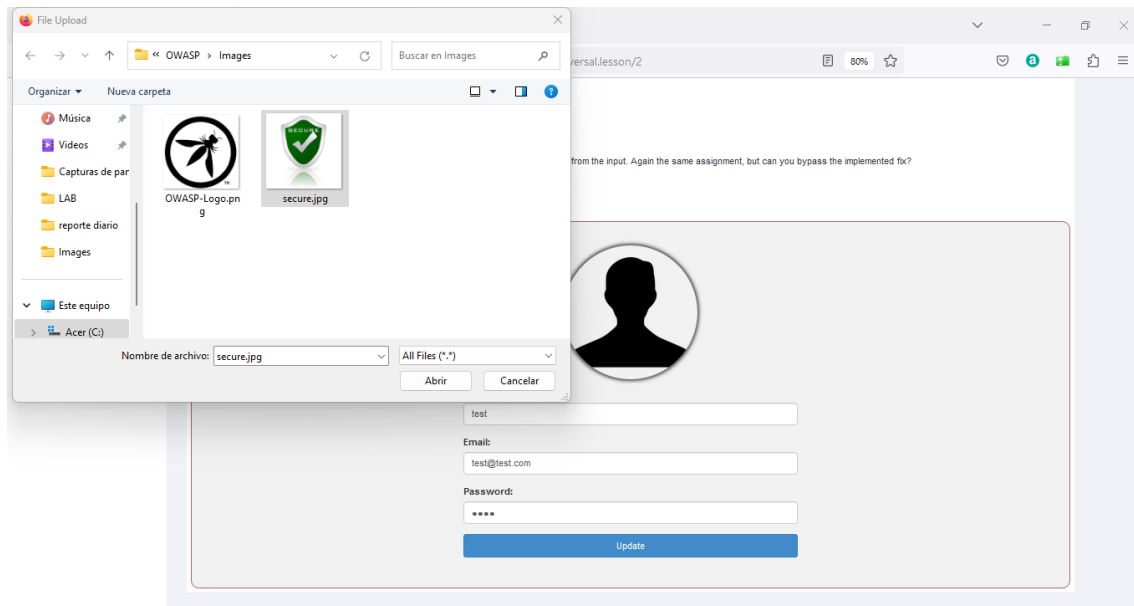 File Upload
« OWASP > Images
Buscar en Images
versal.lesson/2
80%
a
Organizar
Nueva carpeta
?
Música
Videos
Capturas de par
LAB
reporte diario
Images
Este equipo
Acer (C:)
SECURE
TM
OWASP-Logo.pn
g
secure.jpg
from the input. Again the same assignment, but can you bypass the implemented fix?
Nombre de archivo: secure.jpg
All Files (*.*)
Abrir
Cancelar
test
Email:
test@test.com
Password:
••••
Update